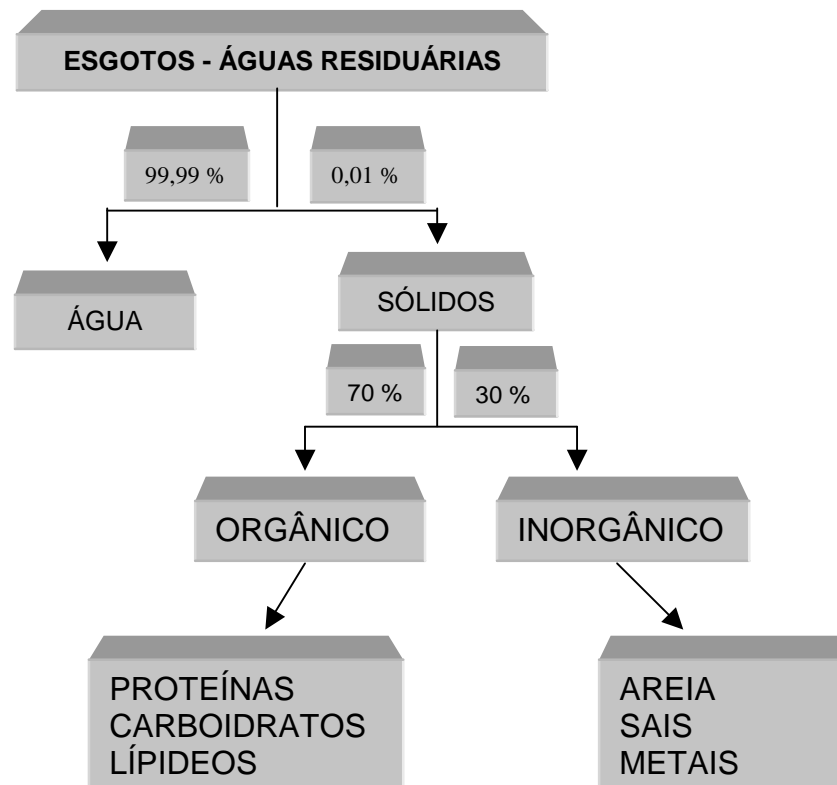 ESGOTOS - ÁGUAS RESIDUÁRIAS
99,99 %
0,01 %
ÁGUA
SÓLIDOS
70 %
30 %
ORGÂNICO
INORGÂNICO
PROTEÍNAS
CARBOIDRATOS
LÍPIDEOS
AREIA
SAIS
METAIS